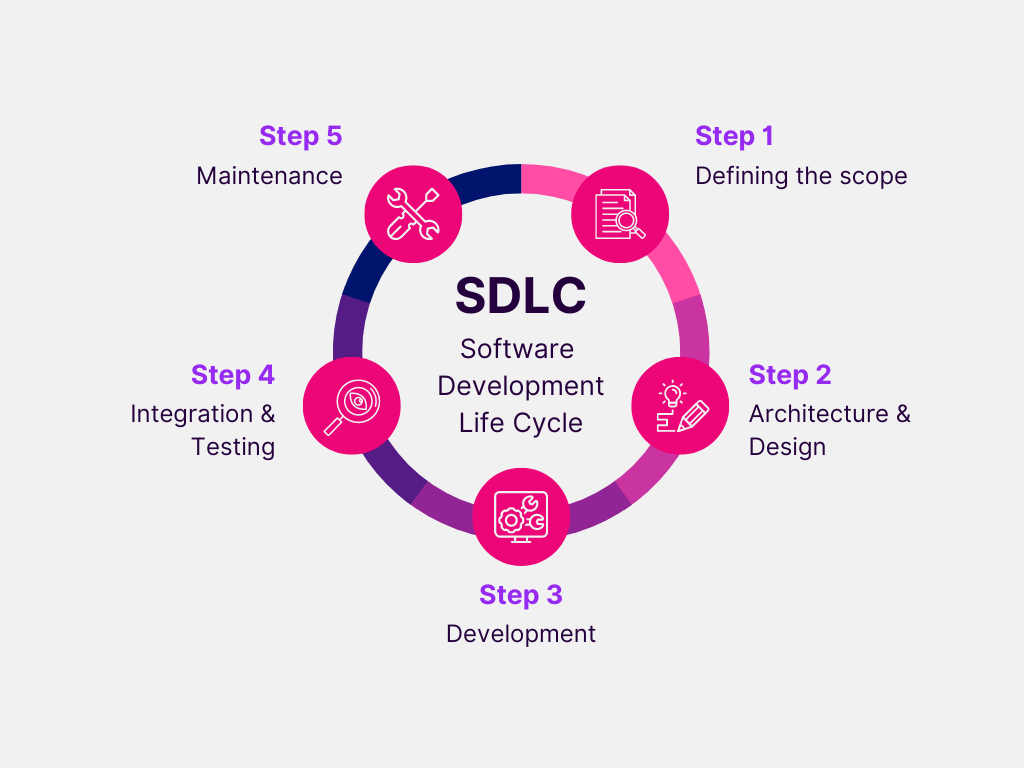 SDLC
Software
Development
Life Cycle
Step 1
Defining the scope
Step 2
Architecture &
Design
Step 3
Development
Step 4
Integration &
Testing
Step 5
Maintenance